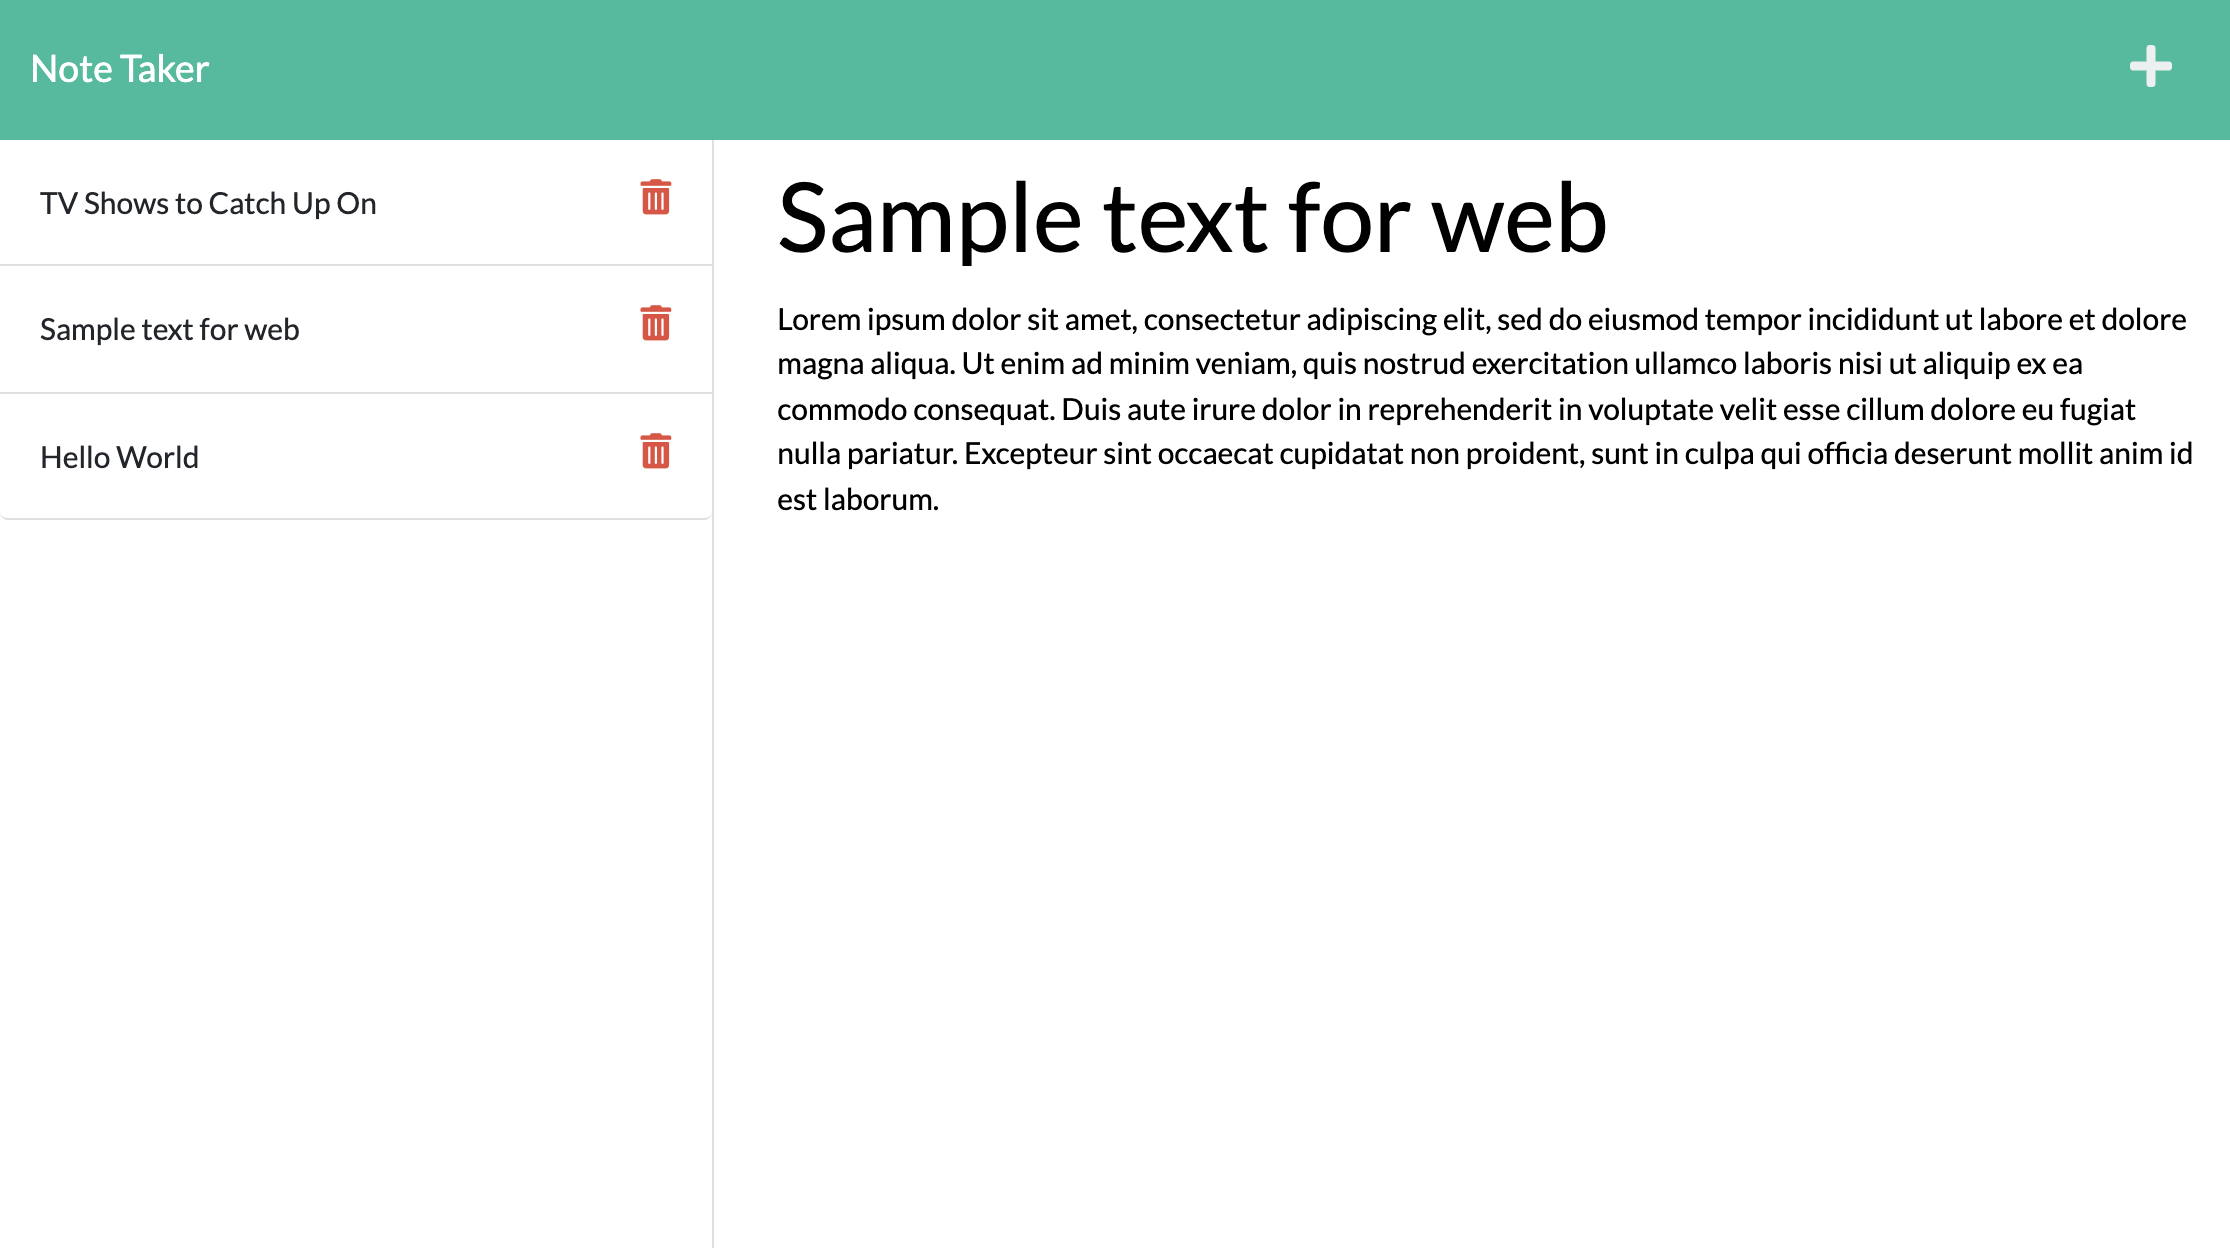 Note Taker
TV Shows to Catch Up On
Sample text for web
Hello World
Sample text for web
Lorem ipsum dolor sit amet, consectetur adipiscing elit, sed do eiusmod tempor incididunt ut labore et dolore
magna aliqua. Ut enim ad minim veniam, quis nostrud exercitation ullamco laboris nisi ut aliquip ex ea
commodo consequat. Duis aute irure dolor in reprehenderit in voluptate velit esse cillum dolore eu fugiat
nulla pariatur. Excepteur sint occaecat cupidatat non proident, sunt in culpa qui officia deserunt mollit anim id
est laborum.